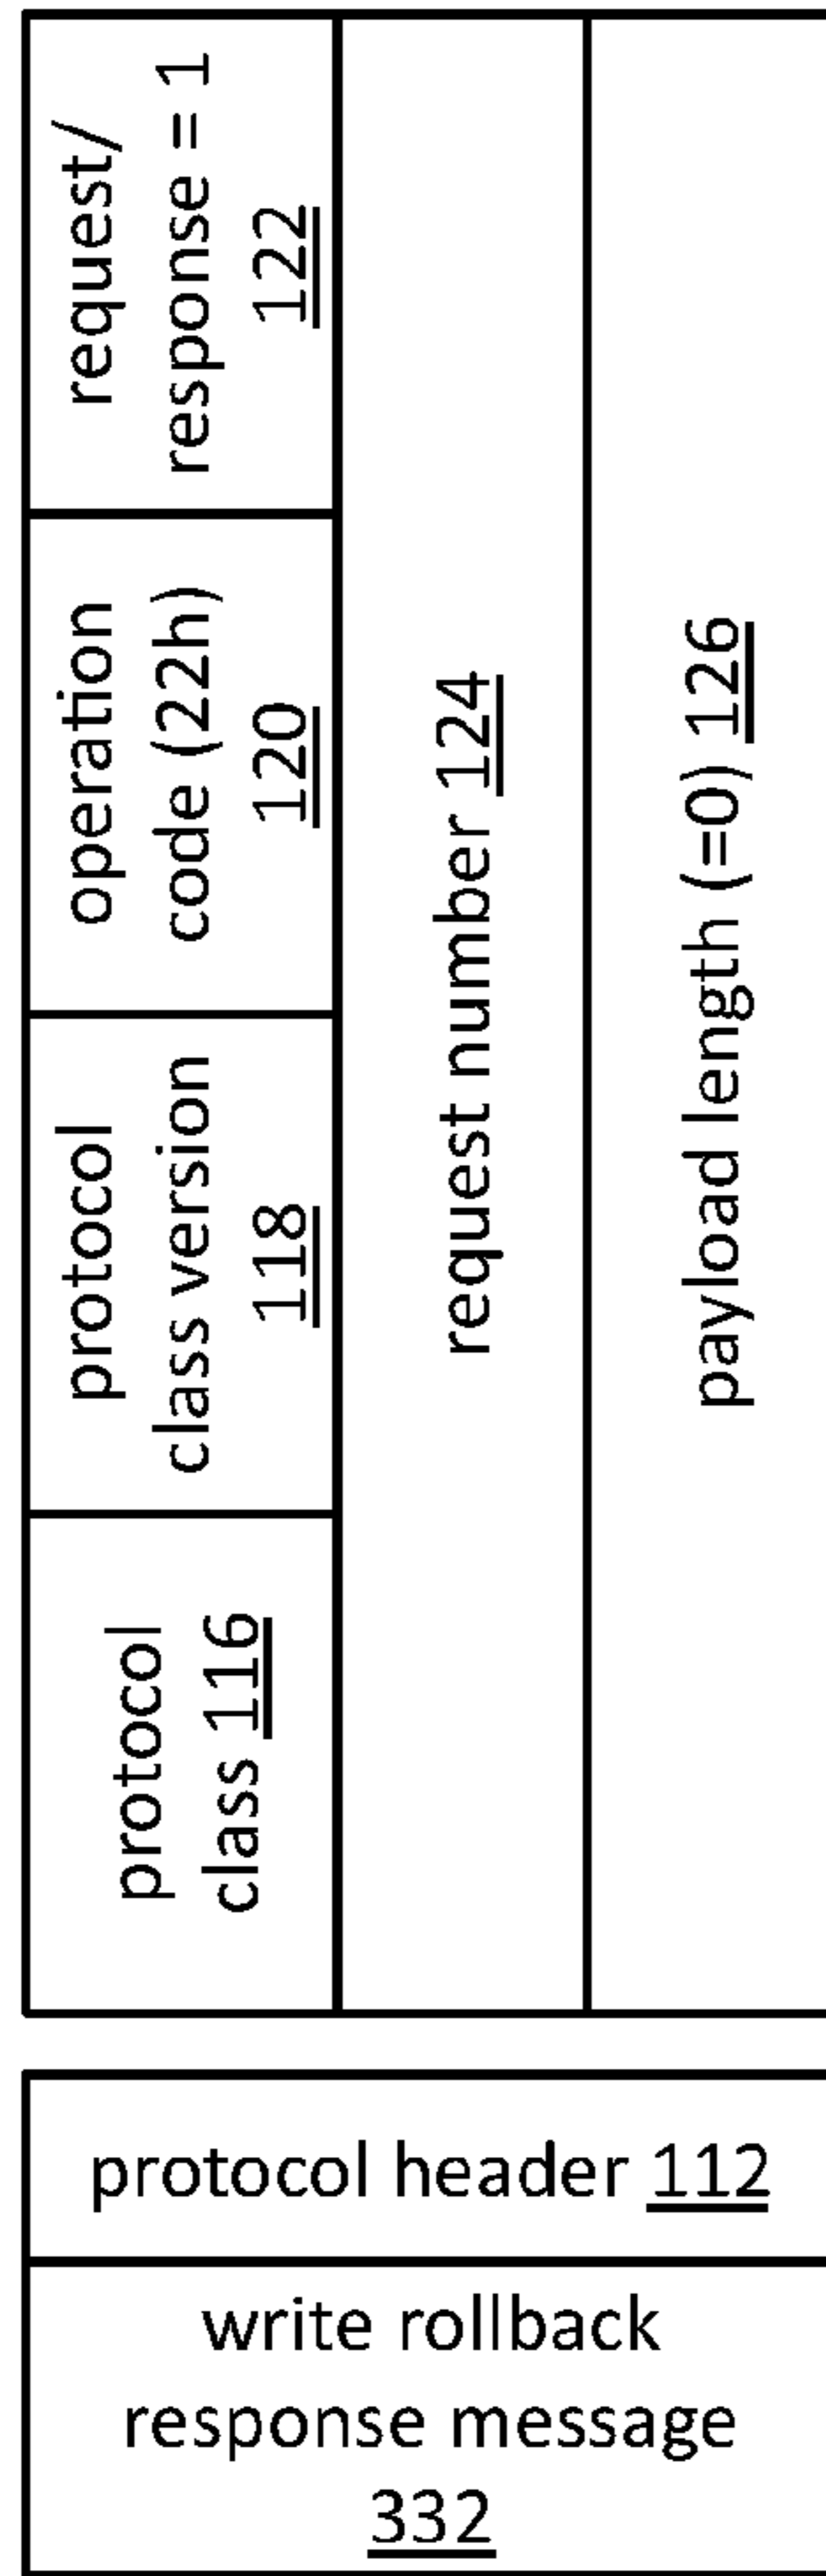 protocol
class 116
protocol
class version
118
operation
code (22h)
120
request/
response = 1
122
request number 124
payload length (=0) 126
protocol header 112
write rollback
response message
332